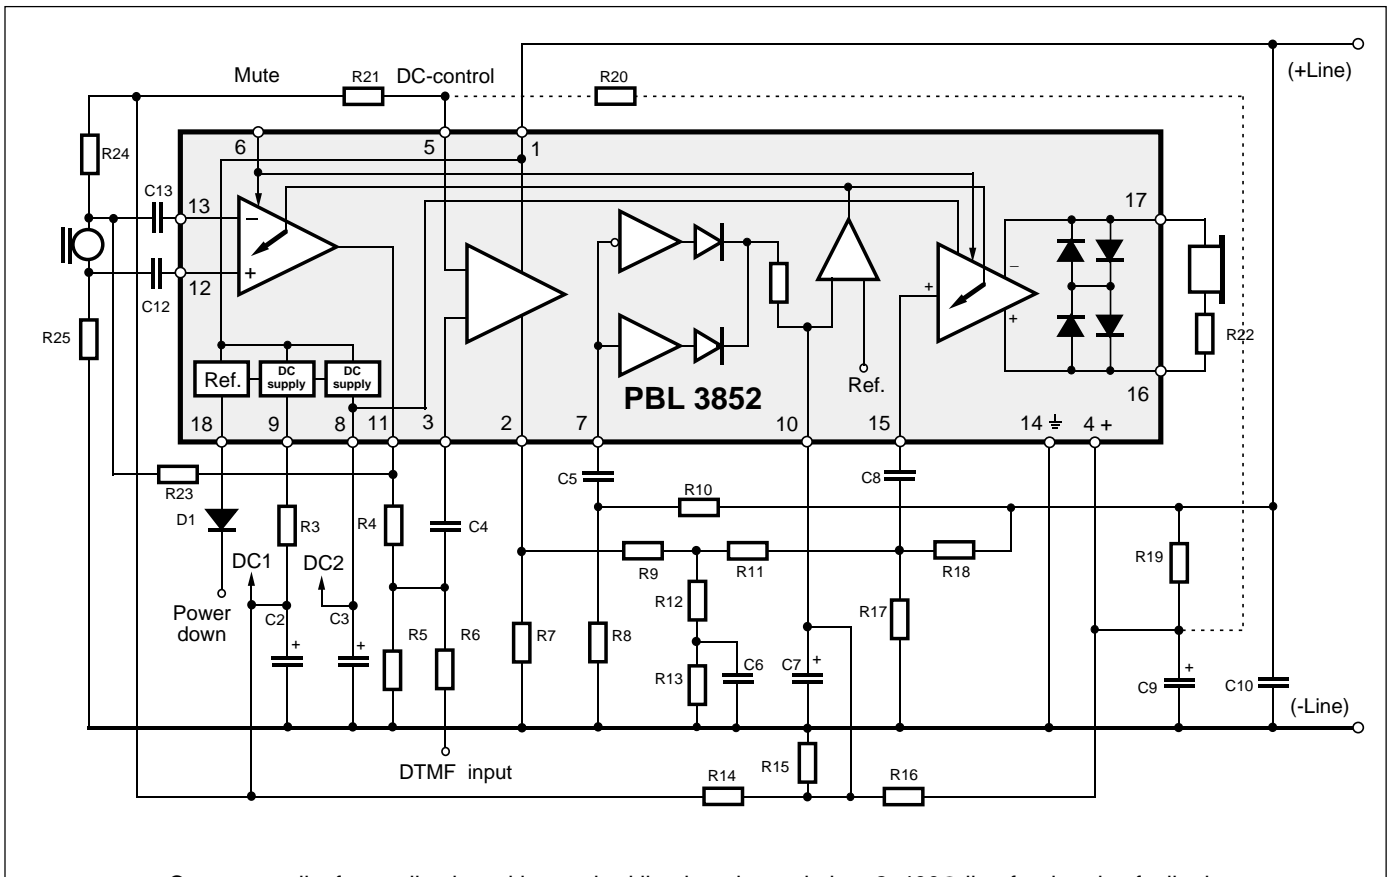 Mute
R21
DC-control
R20
(+Line)
R24
6
5
1
C13
13
17
–
+
12
C12
R25
–
+
+
R22
Ref.
DC supply
DC supply
Ref.
PBL 3852
16
18
9
8
11
3
2
7
10
15
14
4 +
R23
C5
C8
R10
D1
R3
R4
C4
DC1
DC2
R9
R11
R18
R19
Power down
C2
+
C3
+
R12
R17
R5
R6
R7
R8
R13
C6
C7
+
C9
+
C10
(-Line)
DTMF input
R14
R15
R16